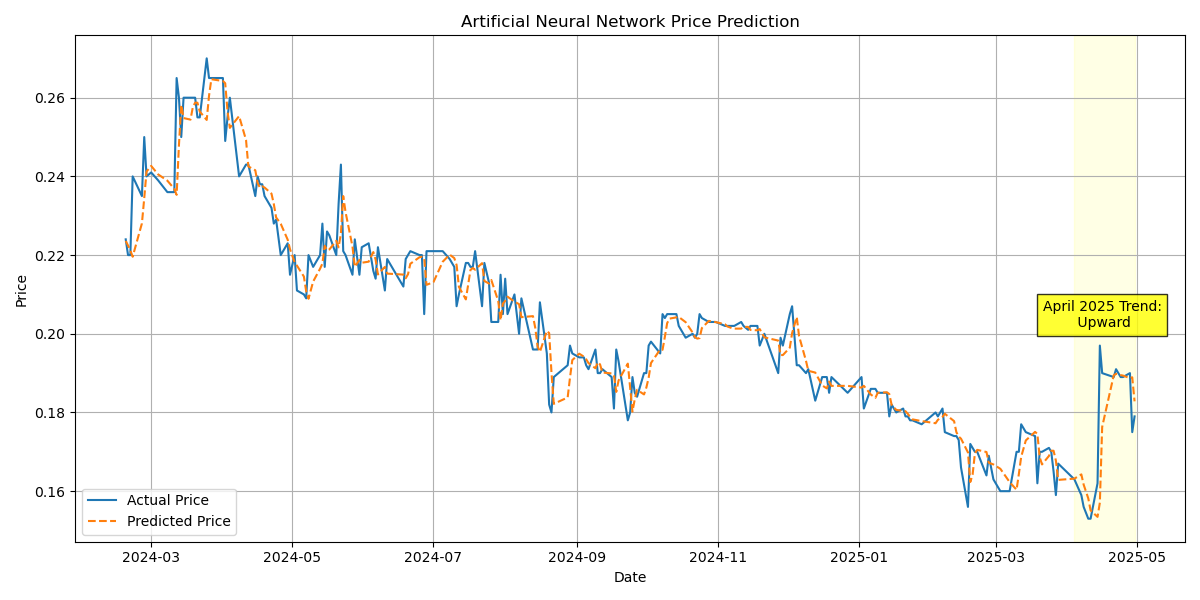 Artificial Neural Network Price Prediction
Price
0.26
0.24
0.22
0.20
0.18
0.16
April 2025 Trend:
Upward
Actual Price
Predicted Price
2024-03
2024-05
2024-07
2024-09
2024-11
2025-01
2025-03
2025-05
Date